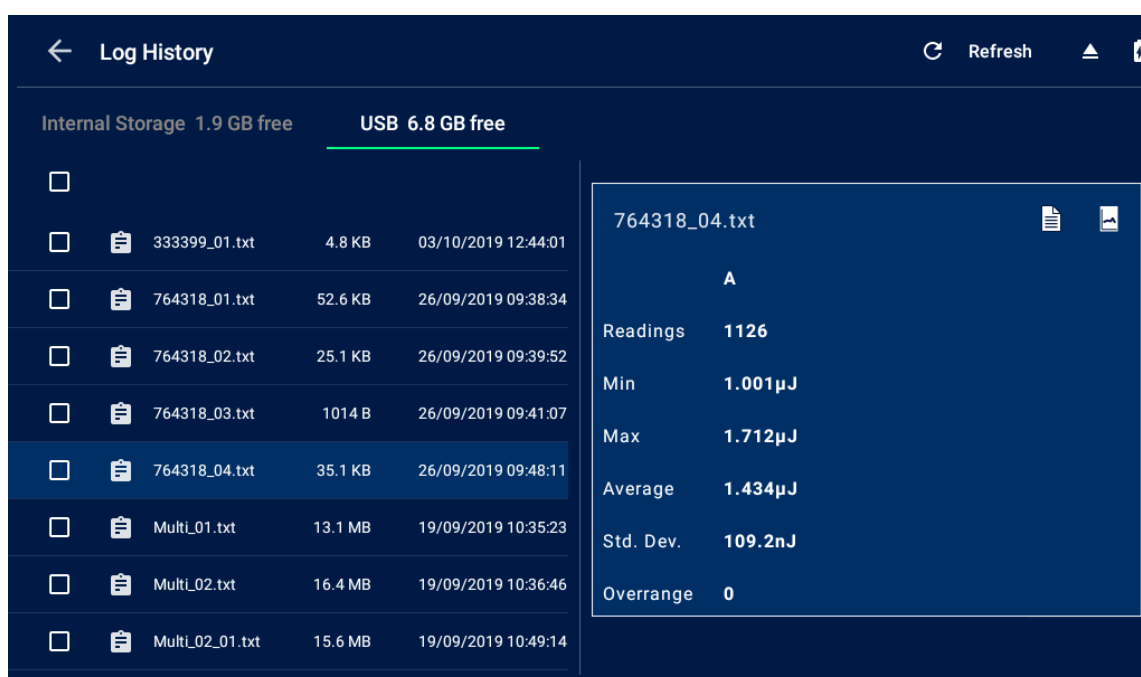 Log History
Refresh
Internal Storage 1.9 GB free
USB 6.8 GB free
333399_01.txt 4.8 KB 03/10/2019 12:44:01
764318_01.txt 52.6 KB 26/09/2019 09:38:34
764318_02.txt 25.1 KB 26/09/2019 09:39:52
764318_03.txt 1014 B 26/09/2019 09:41:07
764318_04.txt 35.1 KB 26/09/2019 09:48:11
Multi_01.txt 13.1 MB 19/09/2019 10:35:23
Multi_02.txt 16.4 MB 19/09/2019 10:36:46
Multi_02_01.txt 15.6 MB 19/09/2019 10:49:14
764318_04.txt
A
Readings 1126
Min 1.001µJ
Max 1.712µJ
Average 1.434µJ
Std. Dev. 109.2nJ
Overrange 0